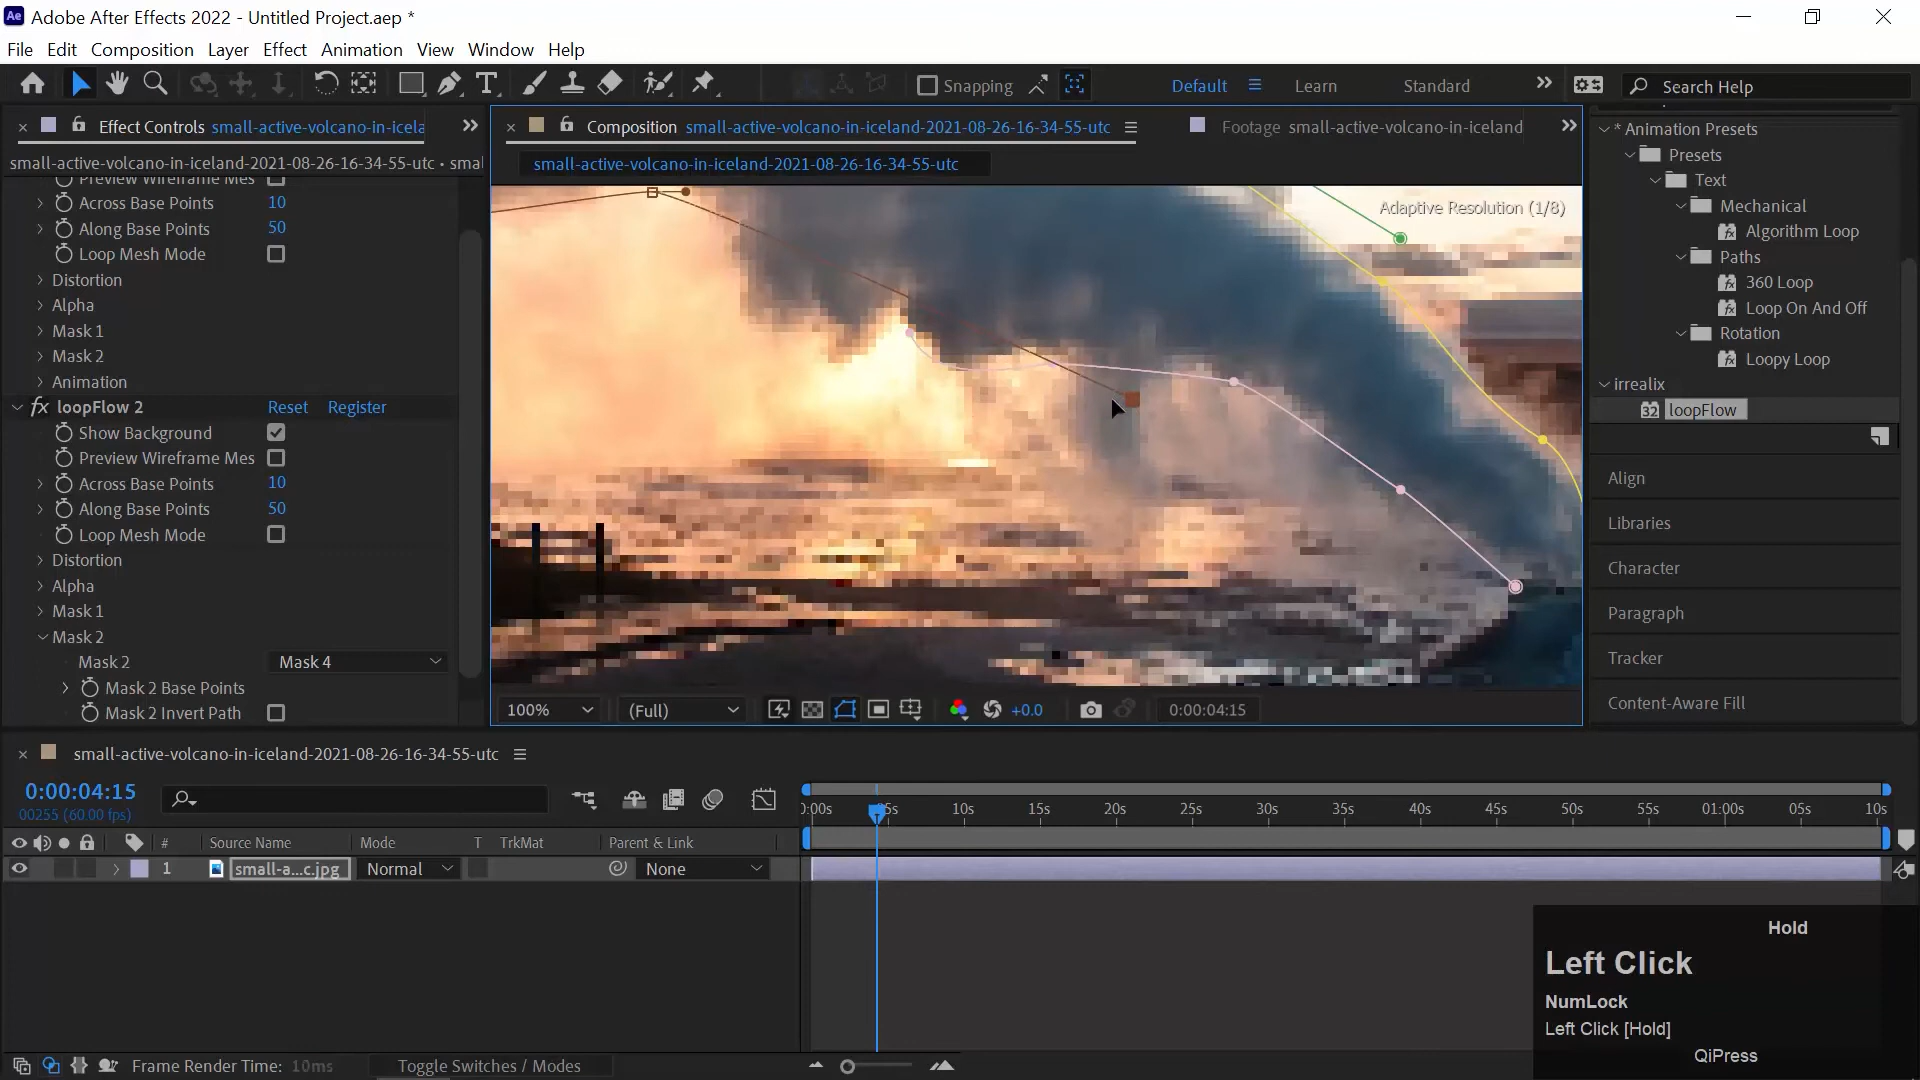 Adobe After Effects 2022 - Untitled Project.aep *
File Edit Composition Layer Effect Animation View Window Help
Snapping
Default
Learn
Standard
Search Help
Effect Controls small-active-volcano-in-icela
small-active-volcano-in-iceland-2021-08-26-16-34-55-utc • smal
Preview Wireframe Mes
Across Base Points 10
Along Base Points 50
Loop Mesh Mode
Distortion
Alpha
Mask 1
Mask 2
Animation
fx loopFlow 2 Reset Register
Show Background
Preview Wireframe Mes
Across Base Points 10
Along Base Points 50
Loop Mesh Mode
Distortion
Alpha
Mask 1
Mask 2
Mask 2 Mask 4
Mask 2 Base Points
Mask 2 Invert Path
Composition small-active-volcano-in-iceland-2021-08-26-16-34-55-utc
Footage small-active-volcano-in-iceland
small-active-volcano-in-iceland-2021-08-26-16-34-55-utc
Adaptive Resolution (1/8)
100%
(Full)
+0.0
0:00:04:15
* Animation Presets
Presets
Text
Mechanical
Algorithm Loop
Paths
360 Loop
Loop On And Off
Rotation
Loopy Loop
irrealix
32 loopFlow
Align
Libraries
Character
Paragraph
Tracker
Content-Aware Fill
small-active-volcano-in-iceland-2021-08-26-16-34-55-utc
0:00:04:15
00255 (60.00 fps)
# Source Name Mode T TrkMat Parent & Link
1 small-a...c.jpg Normal None
):00s 05s 10s 15s 20s 25s 30s 35s 40s 45s 50s 55s 01:00s 05s 10s
Frame Render Time: 10ms
Toggle Switches / Modes
Hold
Left Click
NumLock
Left Click [Hold]
QiPress